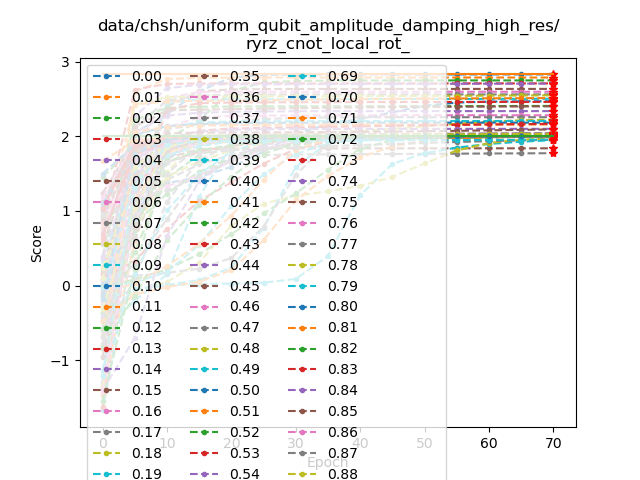 data/chsh/uniform_qubit_amplitude_damping_high_res/
ryrz_cnot_local_rot_
Score
3
2
1
0
−1
0.00 0.35 0.69
0.01 0.36 0.70
0.02 0.37 0.71
0.03 0.38 0.72
0.04 0.39 0.73
0.05 0.40 0.74
0.06 0.41 0.75
0.07 0.42 0.76
0.08 0.43 0.77
0.09 0.44 0.78
0.10 0.45 0.79
0.11 0.46 0.80
0.12 0.47 0.81
0.13 0.48 0.82
0.14 0.49 0.83
0.15 0.50 0.84
0.16 0.51 0.85
0.17 0.52 0.86
0.18 0.53 0.87
0.19 0.54 0.88
0 10 20 30 40 50 60 70
Epoch